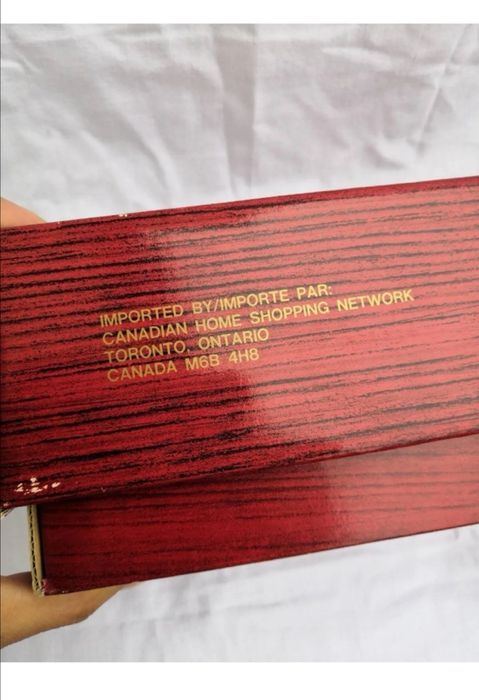 IMPORTED BY/IMPORTE PAR:
CANADIAN HOME SHOPPING NETWORK
TORONTO, ONTARIO
CANADA M6B 4H8